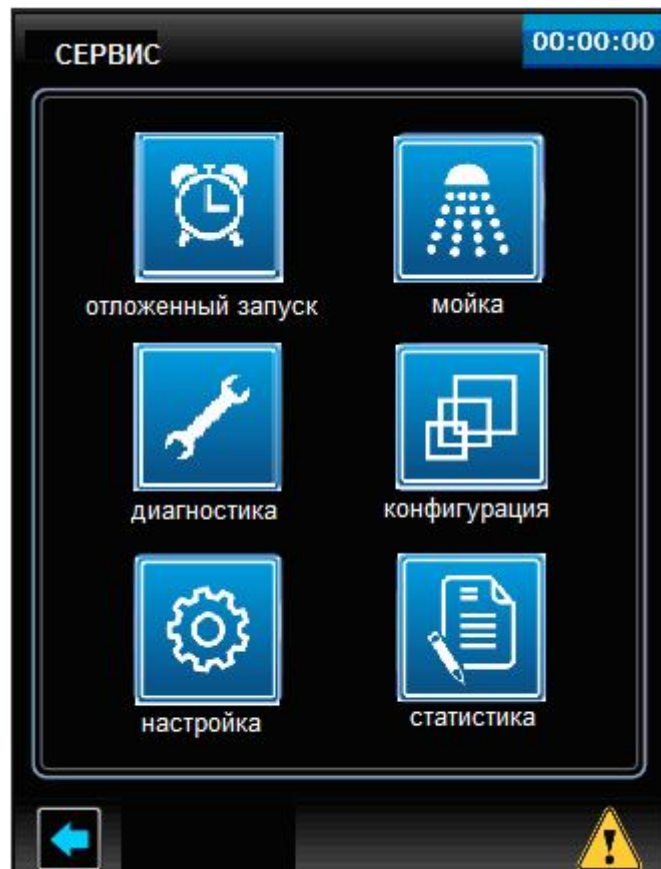 СЕРВИС
00:00:00
отложенный запуск
мойка
диагностика
конфигурация
настройка
статистика